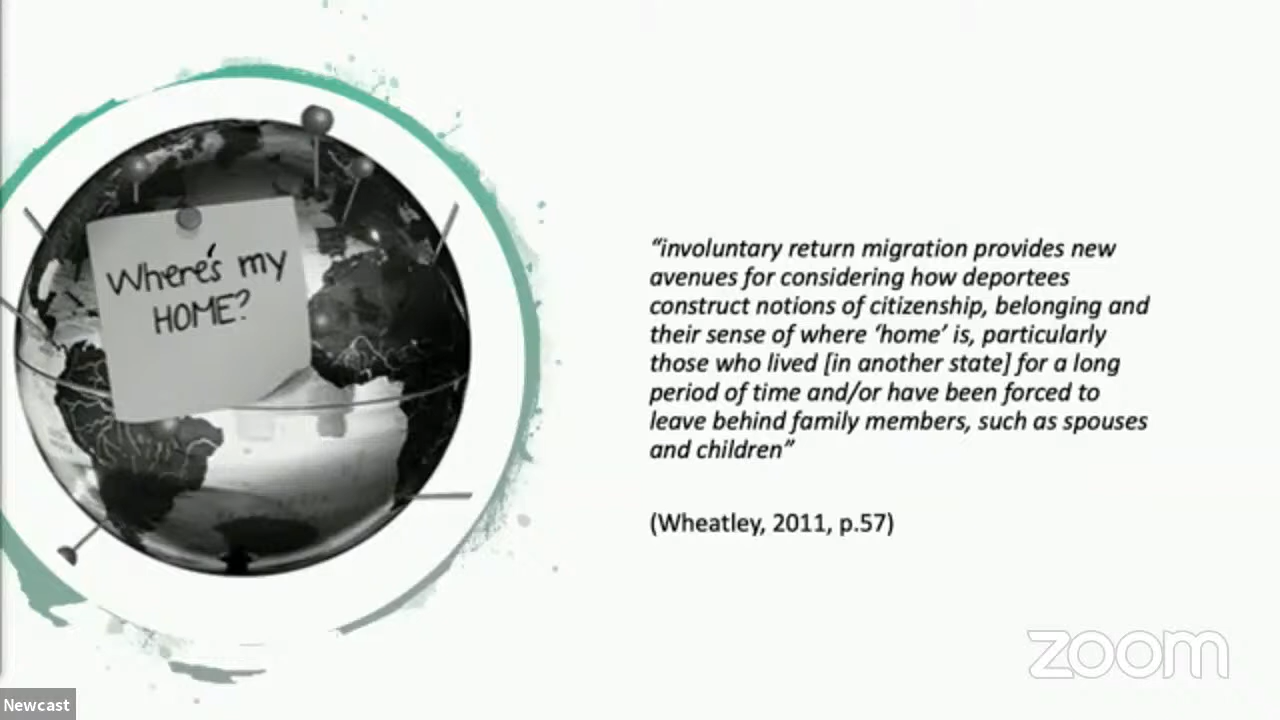 Where's my
HOME?
“involuntary return migration provides new
avenues for considering how deportees
construct notions of citizenship, belonging and
their sense of where ‘home’ is, particularly
those who lived [in another state] for a long
period of time and/or have been forced to
leave behind family members, such as spouses
and children”
(Wheatley, 2011, p.57)
zoom
Newcast